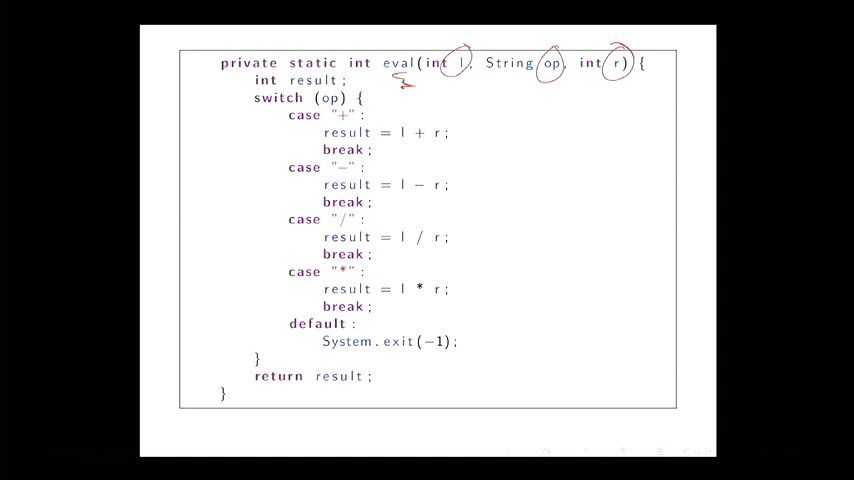 private static int eval(int l, String op, int r) {
int result;
switch (op) {
case "+":
result = l + r;
break;
case "-":
result = l - r;
break;
case "/":
result = l / r;
break;
case "*":
result = l * r;
break;
default:
System.exit(-1);
}
return result;
}